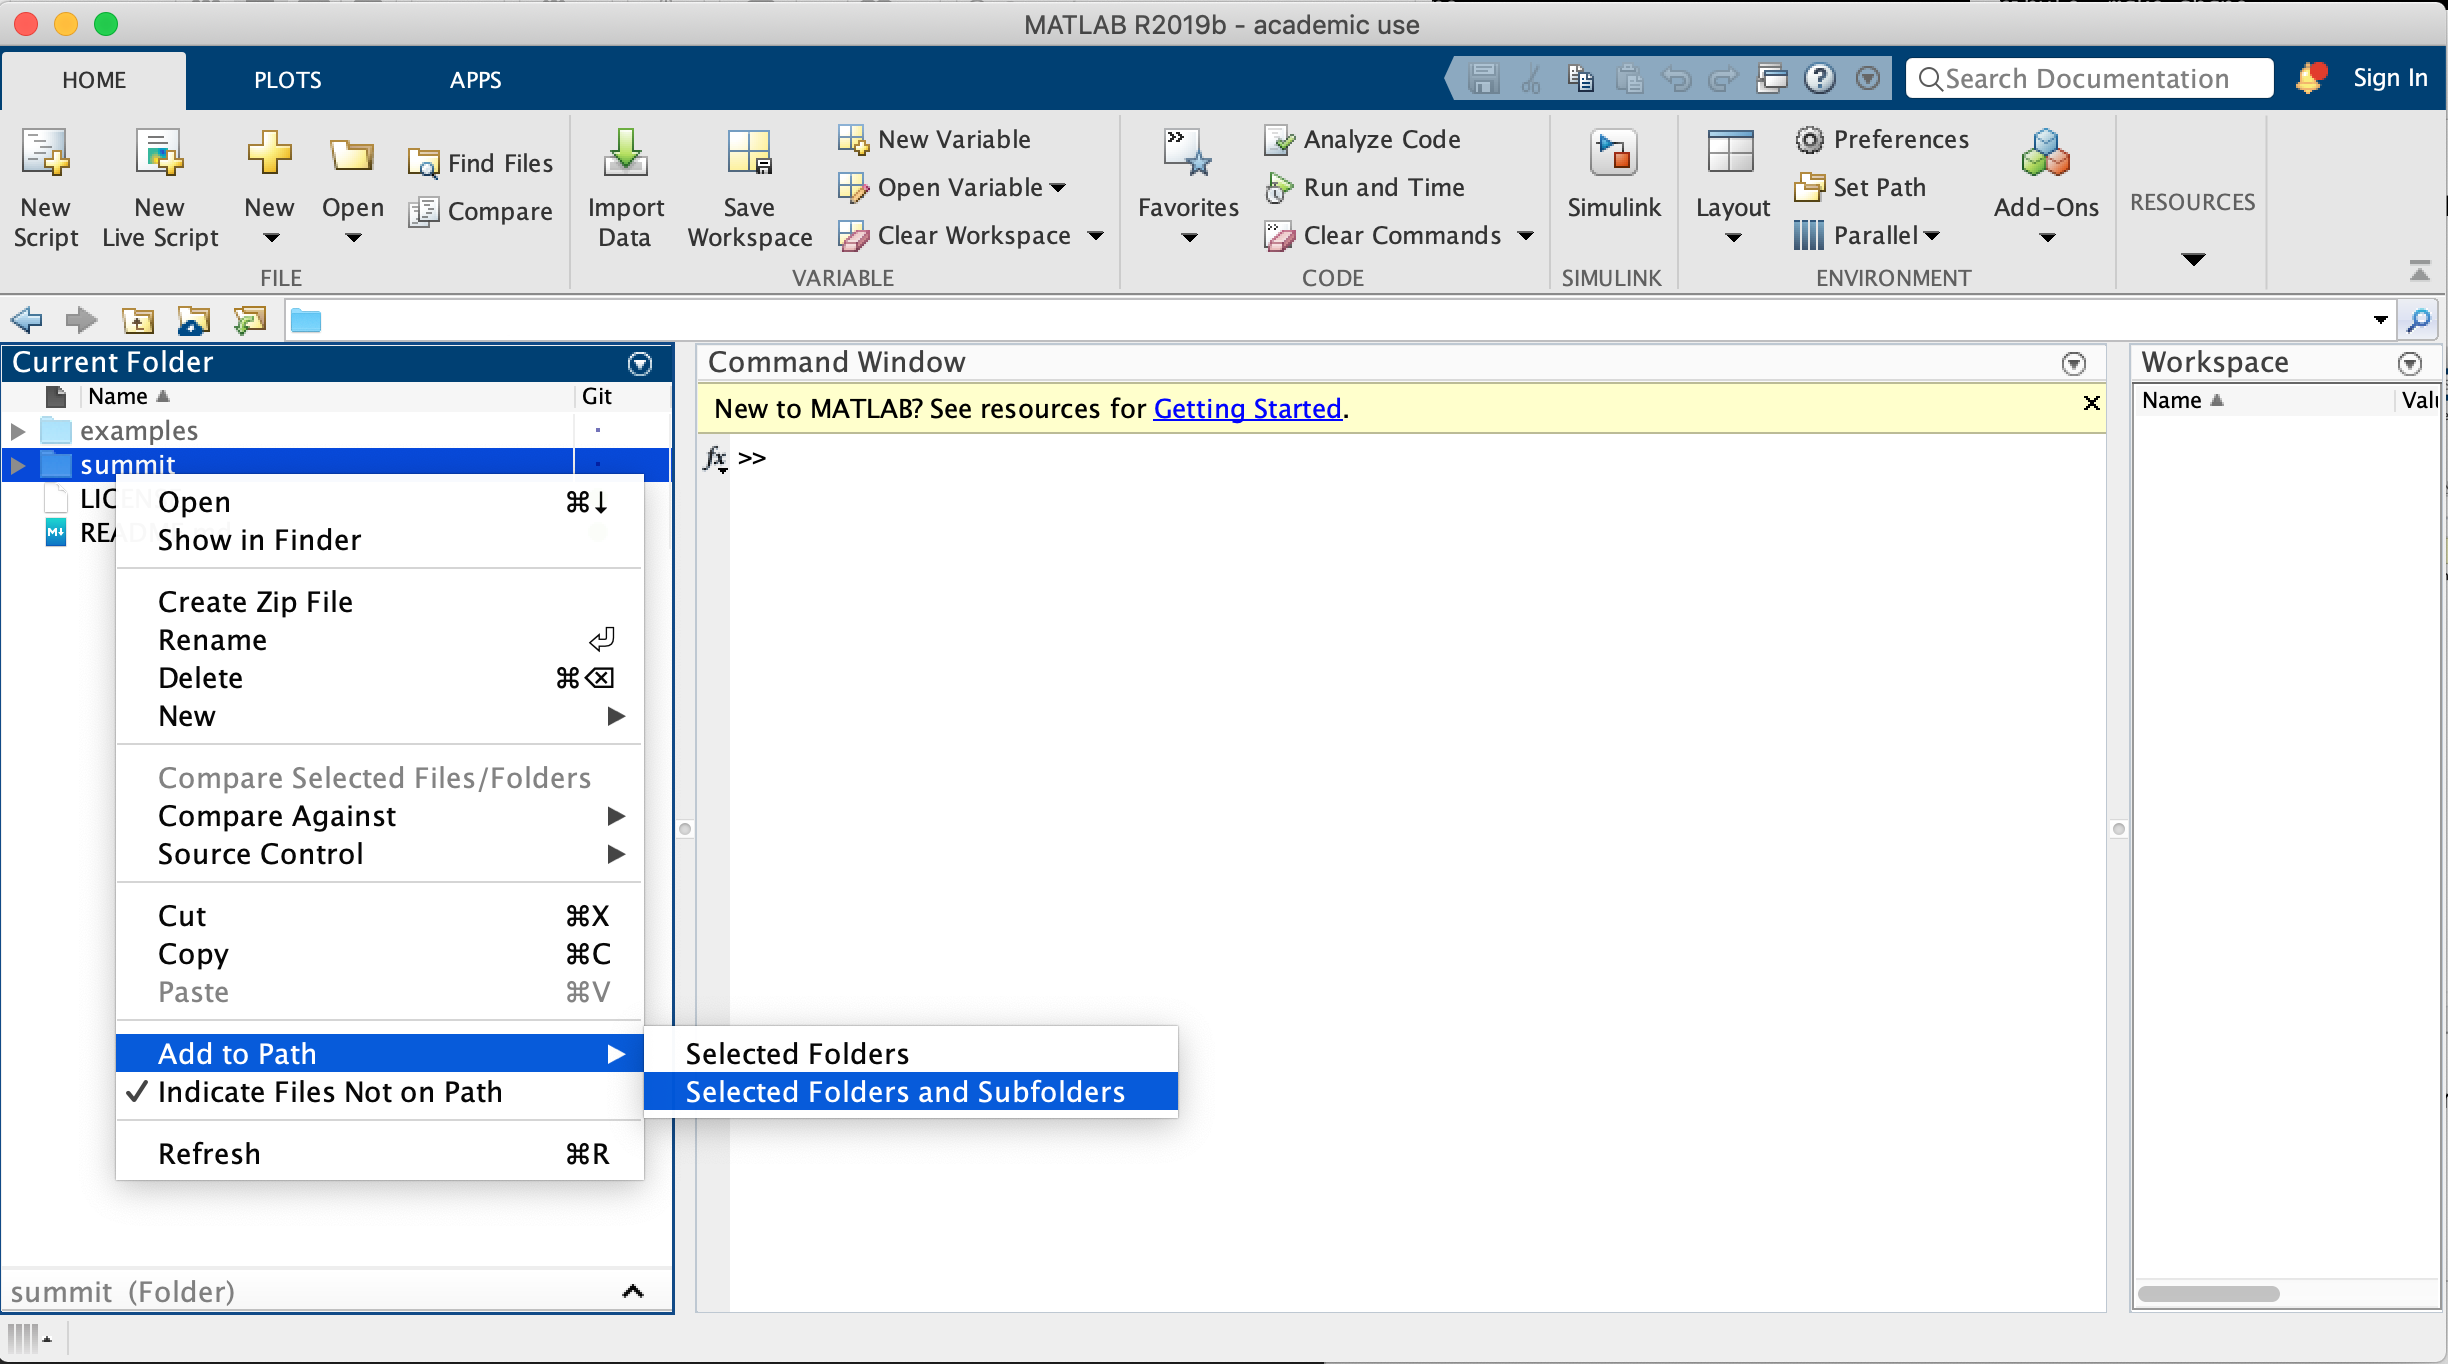 MATLAB R2019b - academic use
HOME PLOTS APPS
Search Documentation
Sign In
New Script
New Live Script
New
Open
Find Files
Compare
FILE
Import Data
Save Workspace
New Variable
Open Variable
Clear Workspace
VARIABLE
Favorites
Analyze Code
Run and Time
Clear Commands
CODE
Simulink
SIMULINK
Layout
Preferences
Set Path
Parallel
Add-Ons
ENVIRONMENT
RESOURCES
Current Folder
Name Git
examples
summit
Open ⌘↓
Show in Finder
Create Zip File
Rename
Delete ⌘⌫
New
Compare Selected Files/Folders
Compare Against
Source Control
Cut ⌘X
Copy ⌘C
Paste ⌘V
Add to Path
Indicate Files Not on Path
Refresh ⌘R
Selected Folders
Selected Folders and Subfolders
summit (Folder)
Command Window
New to MATLAB? See resources for Getting Started.
fx >>
Workspace
Name